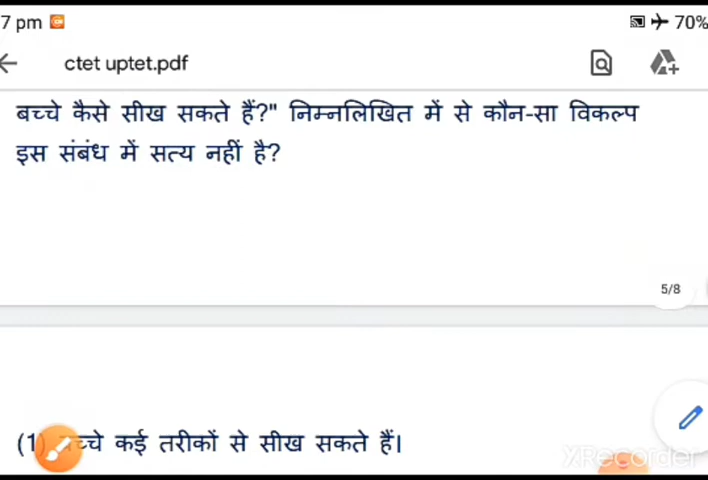 7 pm
70%
ctet uptet.pdf
बच्चे कैसे सीख सकते हैं?" निम्नलिखित में से कौन-सा विकल्प
इस संबंध में सत्य नहीं है?
5/8
(1) कई तरीकों से सीख सकते हैं।
XRecorder